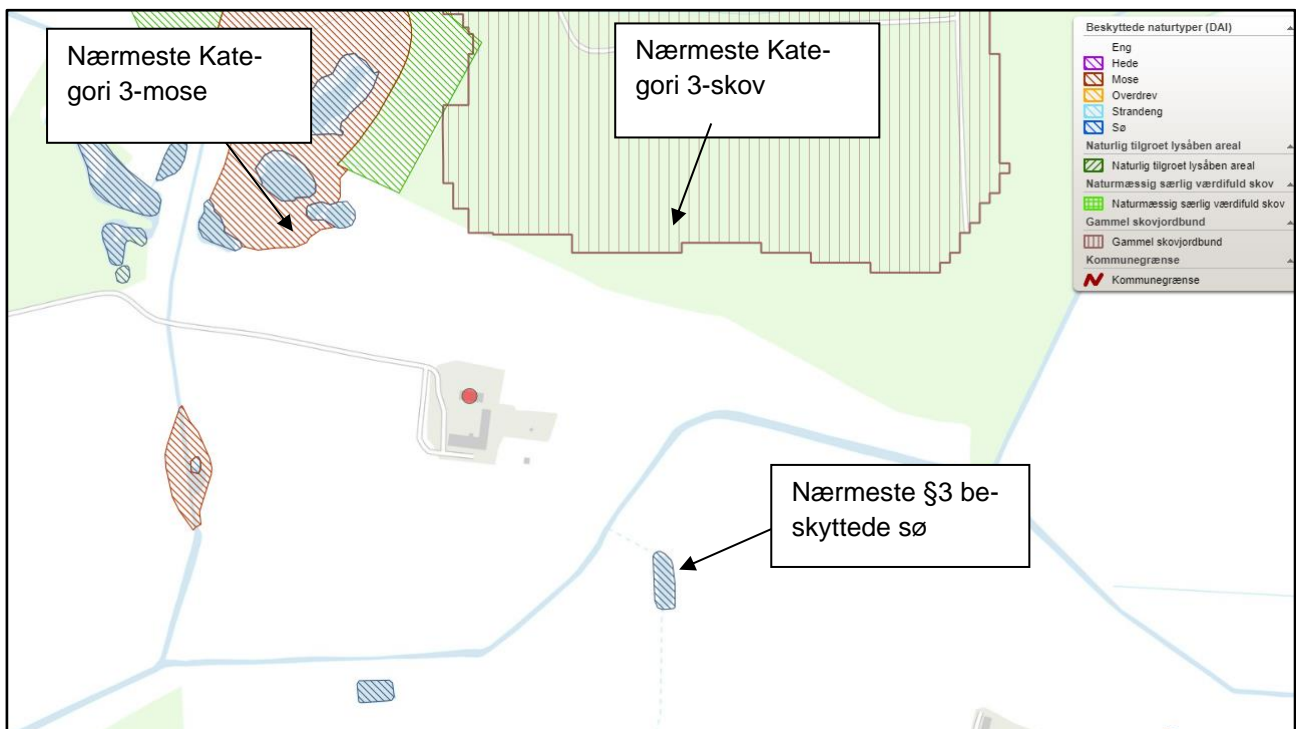 Nærmeste Kate-
gori 3-mose
Nærmeste Kate-
gori 3-skov
Nærmeste §3 be-
skyttede sø
Beskyttede naturtyper (DAI)
Eng
Hede
Mose
Overdrev
Strandeng
Sø
Naturlig tilgroet lysåben areal
Naturlig tilgroet lysåben areal
Naturmæssig særlig værdifuld skov
Naturmæssig særlig værdifuld skov
Gammel skovjordbund
Gammel skovjordbund
Kommunegrænse
Kommunegrænse